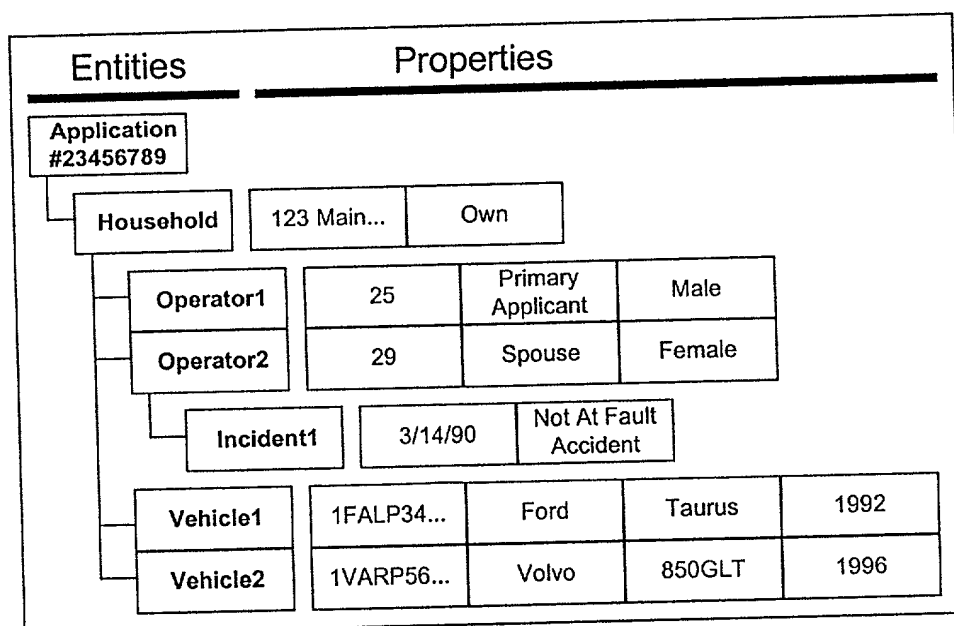 Entities Properties
Application
#23456789
Household 123 Main... Own
Operator1 25 Primary Applicant Male
Operator2 29 Spouse Female
Incident1 3/14/90 Not At Fault Accident
Vehicle1 1FALP34... Ford Taurus 1992
Vehicle2 1VARP56... Volvo 850GLT 1996